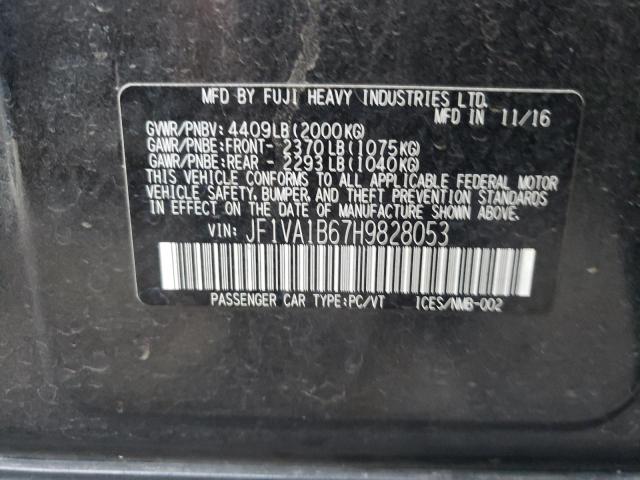 MFD BY FUJI HEAVY INDUSTRIES LTD.
MFD IN 11/16
GVWR/PNBV: 4409LB(2000KG)
GAWR/PNBE:FRONT- 2370LB(1075KG)
GAWR/PNBE:REAR - 2293LB(1040KG)
THIS VEHICLE CONFORMS TO ALL APPLICABLE FEDERAL MOTOR
VEHICLE SAFETY, BUMPER, AND THEFT PREVENTION STANDARDS
IN EFFECT ON THE DATE OF MANUFACTURE SHOWN ABOVE.
VIN: JF1VA1B67H9828053
PASSENGER CAR TYPE:PC/VT ICES/NMB-002